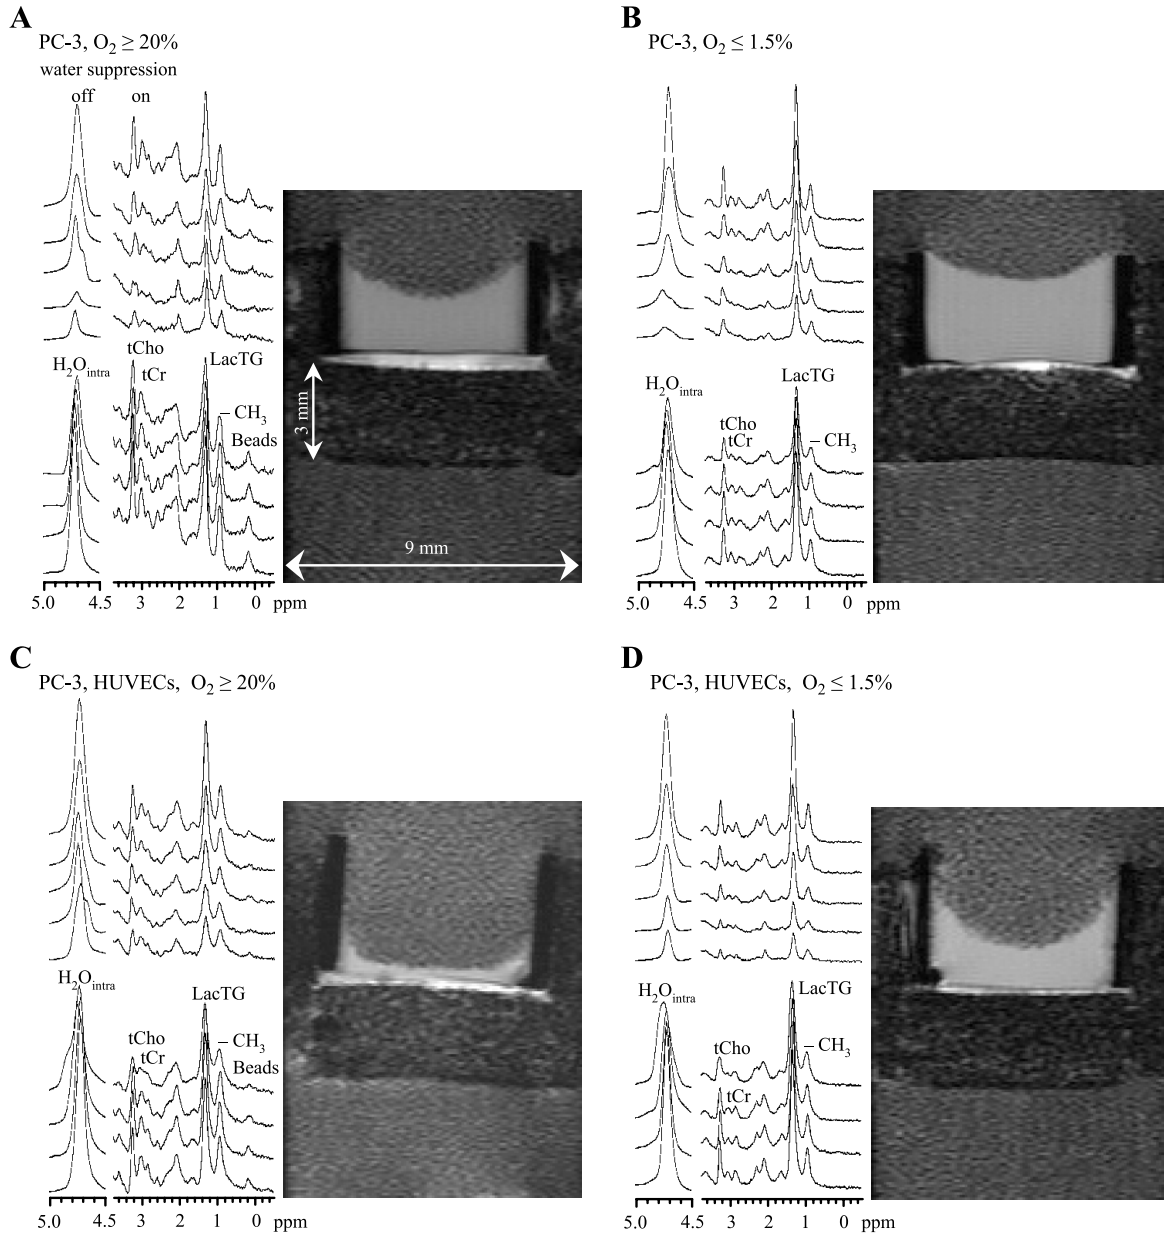 A
PC-3, O₂ ≥ 20%
water suppression
off on
H₂Ointra
tCho
tCr
LacTG
– CH₃
Beads
3 mm
9 mm
5.0 4.5 3 2 1 0 ppm
B
PC-3, O₂ ≤ 1.5%
H₂Ointra
tCho
tCr
LacTG
– CH₃
5.0 4.5 3 2 1 0 ppm
C
PC-3, HUVECs, O₂ ≥ 20%
H₂Ointra
tCho
tCr
LacTG
– CH₃
Beads
5.0 4.5 3 2 1 0 ppm
D
PC-3, HUVECs, O₂ ≤ 1.5%
H₂Ointra
tCho
tCr
LacTG
– CH₃
5.0 4.5 3 2 1 0 ppm